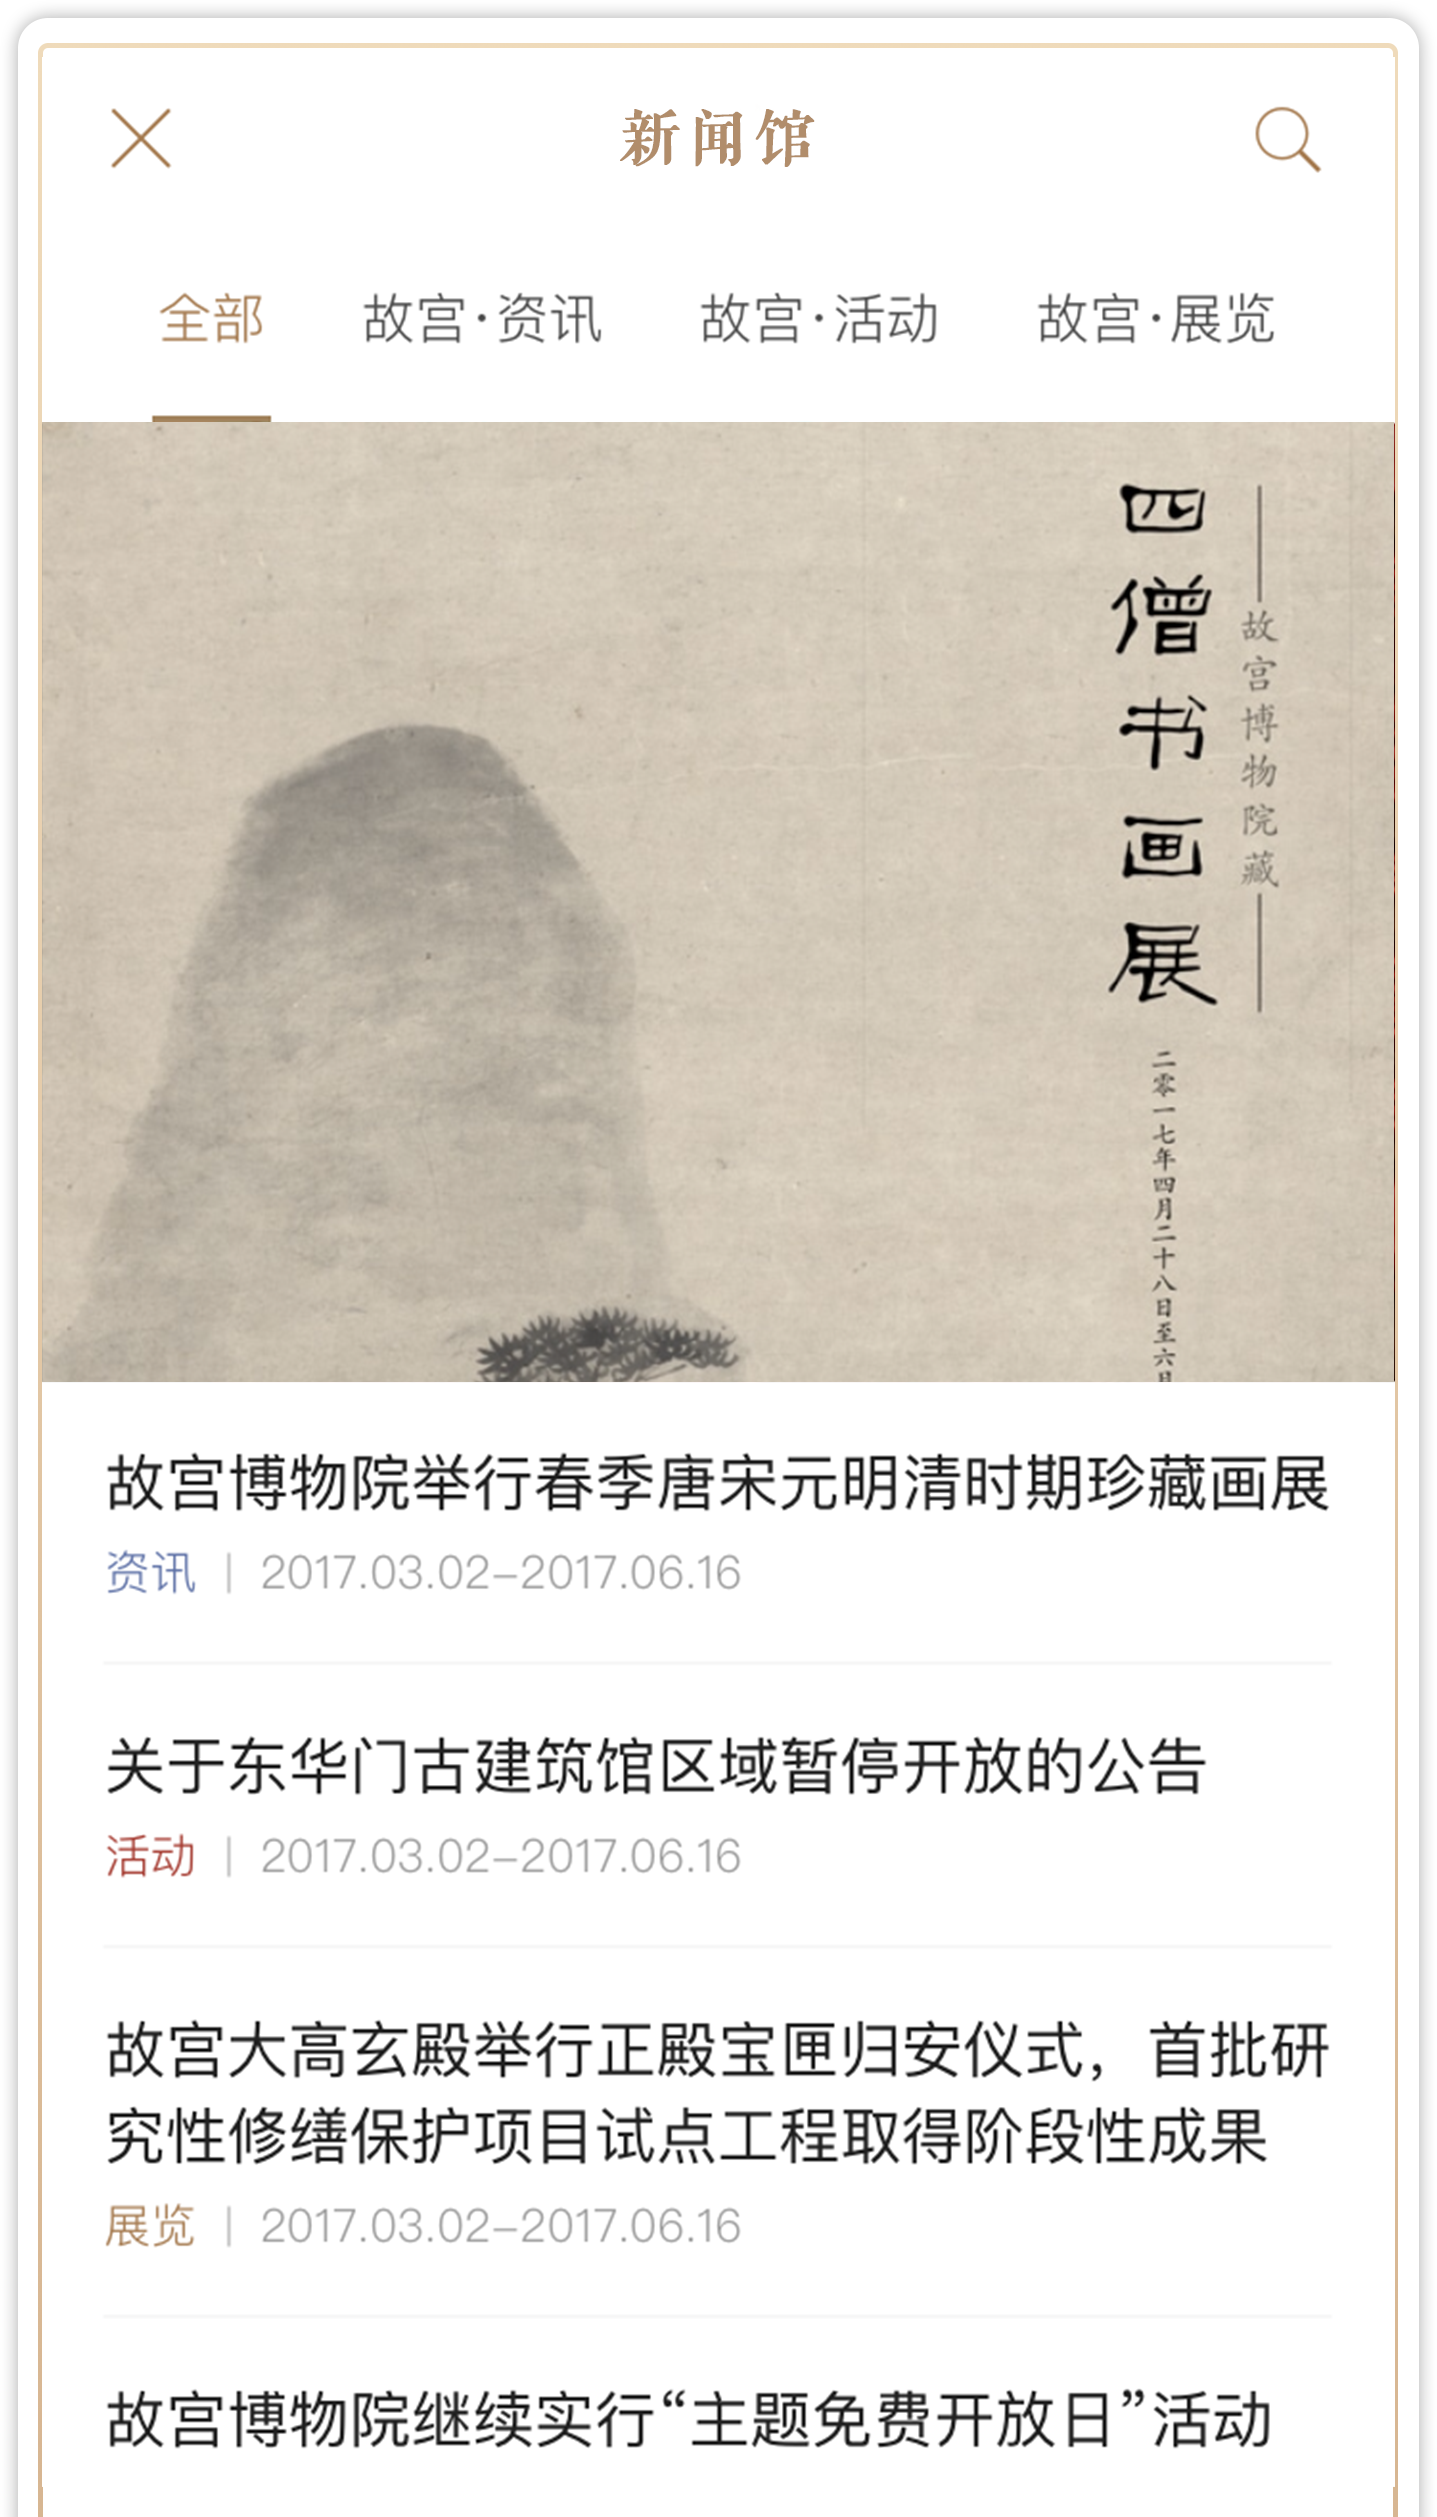 新闻馆
全部
故宫·资讯
故宫·活动
故宫·展览
故宫博物院藏
四僧书画展
二零一七年四月二十八日至六月
故宫博物院举行春季唐宋元明清时期珍藏画展
资讯 | 2017.03.02–2017.06.16
关于东华门古建筑馆区域暂停开放的公告
活动 | 2017.03.02–2017.06.16
故宫大高玄殿举行正殿宝匣归安仪式，首批研
究性修缮保护项目试点工程取得阶段性成果
展览 | 2017.03.02–2017.06.16
故宫博物院继续实行“主题免费开放日”活动